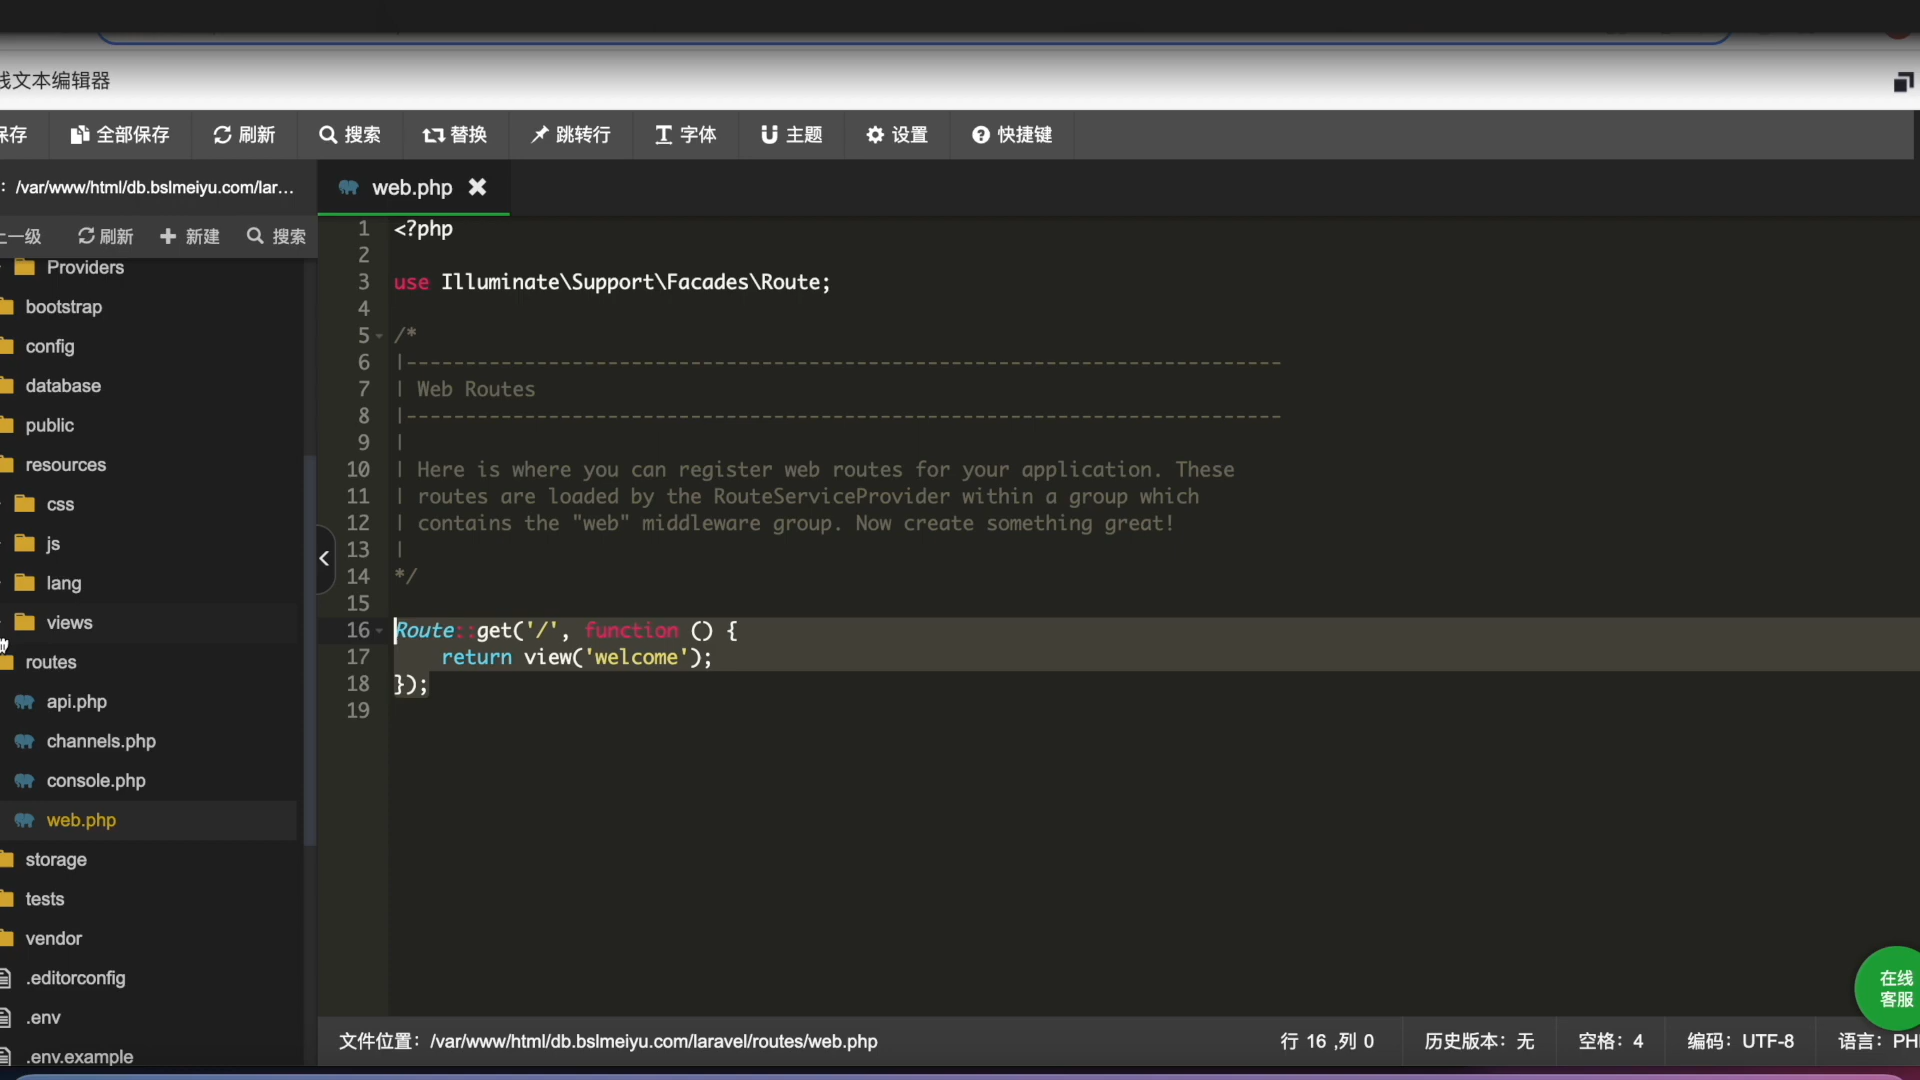 线文本编辑器
保存 全部保存 刷新 搜索 替换 跳转行 字体 主题 设置 快捷键
: /var/www/html/db.bslmeiyu.com/lar...
web.php
上一级 刷新 新建 搜索
Providers
bootstrap
config
database
public
resources
css
js
lang
views
routes
api.php
channels.php
console.php
web.php
storage
tests
vendor
.editorconfig
.env
.env.example
1 <?php
2
3 use Illuminate\Support\Facades\Route;
4
5 /*
6 |--------------------------------------------------------------------------
7 | Web Routes
8 |--------------------------------------------------------------------------
9 |
10 | Here is where you can register web routes for your application. These
11 | routes are loaded by the RouteServiceProvider within a group which
12 | contains the "web" middleware group. Now create something great!
13 |
14 */
15
16 Route::get('/', function () {
17     return view('welcome');
18 });
19
在线
客服
文件位置: /var/www/html/db.bslmeiyu.com/laravel/routes/web.php 行 16 ,列 0 历史版本: 无 空格: 4 编码: UTF-8 语言: PH